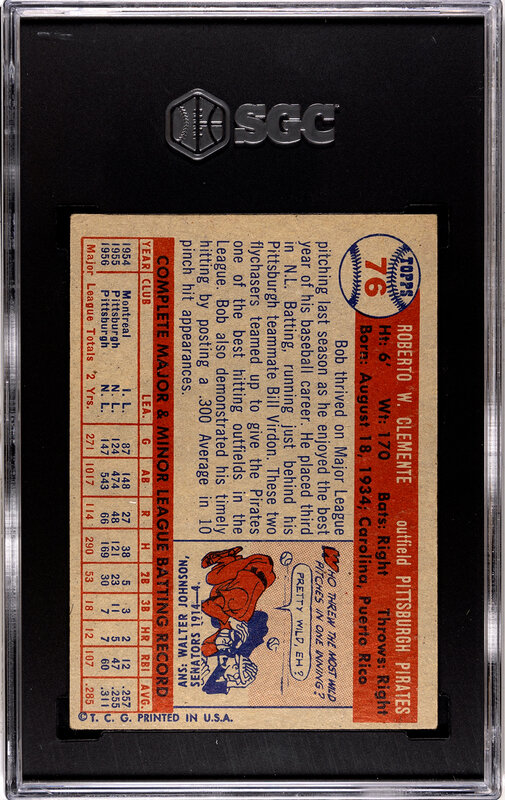 SGC
TOPPS
76
ROBERTO W. CLEMENTE outfield PITTSBURGH PIRATES
Ht: 6' Wt: 170 Bats: Right Throws: Right
Born: August 18, 1934; Carolina, Puerto Rico
Bob thrived on Major League
pitching last season as he enjoyed the best
year of his baseball career. He placed third
in N.L. Batting, running just behind his
Pittsburgh teammate Bill Virdon. These two
flychasers teamed up to give the Pirates
one of the best hitting outfields in the
League. Bob also demonstrated his timely
hitting by posting a .300 Average in 10
pinch hit appearances.
WHO THREW THE MOST WILD
PITCHES IN ONE INNING?
PRETTY WILD, EH?
ANS: WALTER JOHNSON,
SENATORS 1914—4.
COMPLETE MAJOR & MINOR LEAGUE BATTING RECORD
YEAR CLUB LEA. G AB R H 2B 3B HR RBI AVG.
1954 Montreal I. L. 87 148 27 38 5 3 2 12 .257
1955 Pittsburgh N. L. 124 474 48 121 23 11 5 47 .255
1956 Pittsburgh N. L. 147 543 66 169 30 7 7 60 .311
Major League Totals 2 Yrs. 271 1017 114 290 53 18 12 107 .285
©T. C. G. PRINTED IN U.S.A.